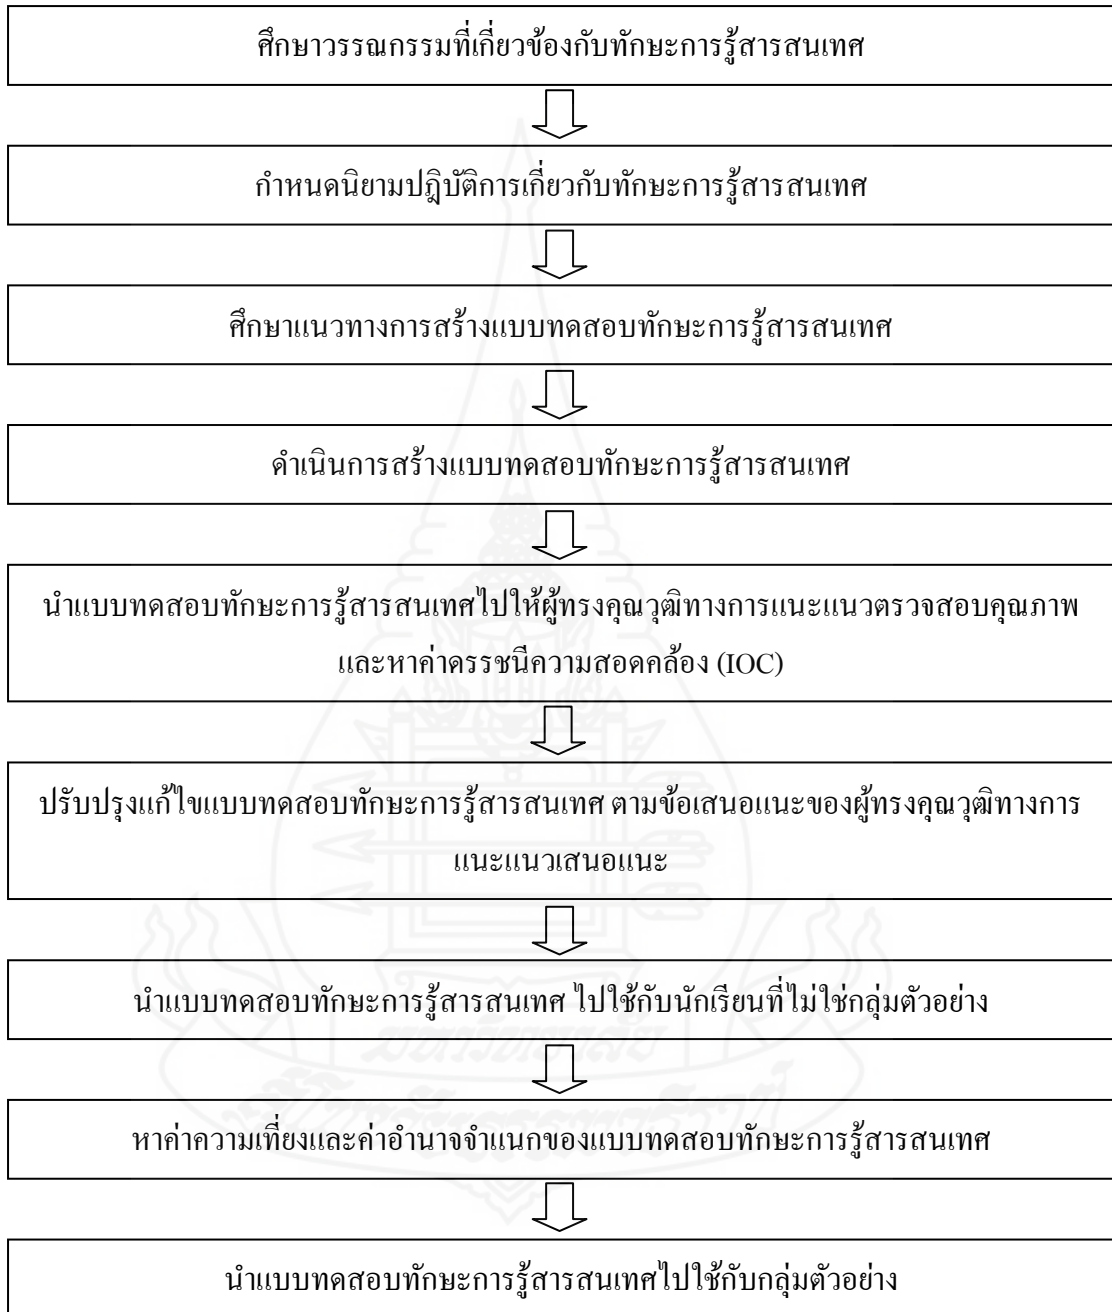 ศึกษาวรรณกรรมที่เกี่ยวข้องกับทักษะการรู้สารสนเทศ
กำหนดนิยามปฏิบัติการเกี่ยวกับทักษะการรู้สารสนเทศ
ศึกษาแนวทางการสร้างแบบทดสอบทักษะการรู้สารสนเทศ
ดำเนินการสร้างแบบทดสอบทักษะการรู้สารสนเทศ
นำแบบทดสอบทักษะการรู้สารสนเทศไปให้ผู้ทรงคุณวุฒิทางการแนะแนวตรวจสอบคุณภาพ
และหาค่าดรรชนีความสอดคล้อง (IOC)
ปรับปรุงแก้ไขแบบทดสอบทักษะการรู้สารสนเทศ ตามข้อเสนอแนะของผู้ทรงคุณวุฒิทางการ
แนะแนวเสนอแนะ
นำแบบทดสอบทักษะการรู้สารสนเทศ ไปใช้กับนักเรียนที่ไม่ใช่กลุ่มตัวอย่าง
มหาวิทยาลัย
สุโขทัยธรรมาธิราช
หาค่าความเที่ยงและค่าอำนาจจำแนกของแบบทดสอบทักษะการรู้สารสนเทศ
นำแบบทดสอบทักษะการรู้สารสนเทศไปใช้กับกลุ่มตัวอย่าง